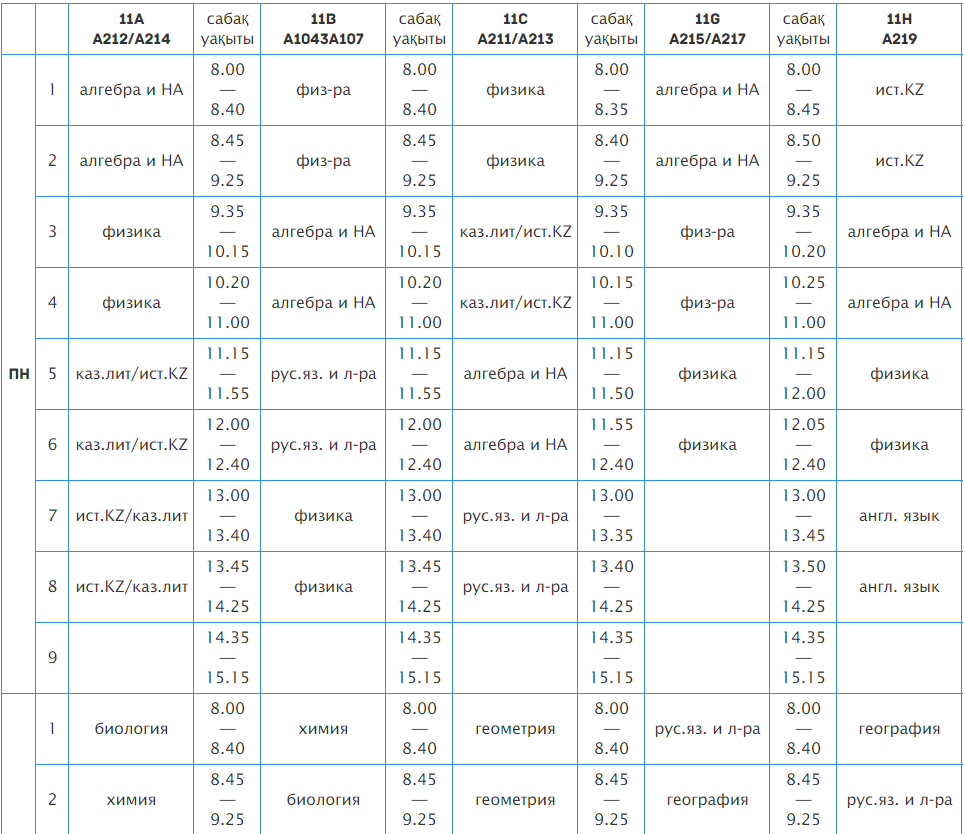 11A сабақ 11B сабақ 11C сабақ 11G сабақ 11H
A212/A214 уақыты A1043A107 уақыты A211/A213 уақыты A215/A217 уақыты A219
8.00 8.00 8.00 8.00
1 алгебра и НА — физ-ра — физика — алгебра и НА — ист.KZ
8.40 8.40 8.35 8.45
8.45 8.45 8.40 8.50
2 алгебра и НА — физ-ра — физика — алгебра и НА — ист.KZ
9.25 9.25 9.25 9.25
9.35 9.35 9.35 9.35
3 физика — алгебра и НА — каз.лит/ист.KZ — физ-ра — алгебра и НА
10.15 10.15 10.10 10.20
10.20 10.20 10.15 10.25
4 физика — алгебра и НА — каз.лит/ист.KZ — физ-ра — алгебра и НА
11.00 11.00 11.00 11.00
11.15 11.15 11.15 11.15
ПН 5 каз.лит/ист.KZ — рус.яз. и л-ра — алгебра и НА — физика — физика
11.55 11.55 11.50 12.00
12.00 12.00 11.55 12.05
6 каз.лит/ист.KZ — рус.яз. и л-ра — алгебра и НА — физика — физика
12.40 12.40 12.40 12.40
13.00 13.00 13.00 13.00
7 ист.KZ/каз.лит — физика — рус.яз. и л-ра — — англ. язык
13.40 13.40 13.35 13.45
13.45 13.45 13.40 13.50
8 ист.KZ/каз.лит — физика — рус.яз. и л-ра — — англ. язык
14.25 14.25 14.25 14.25
14.35 14.35 14.35 14.35
9 — — — —
15.15 15.15 15.15 15.15
8.00 8.00 8.00 8.00
1 биология — химия — геометрия — рус.яз. и л-ра — география
8.40 8.40 8.40 8.40
8.45 8.45 8.45 8.45
2 химия — биология — геометрия — география — рус.яз. и л-ра
9.25 9.25 9.25 9.25